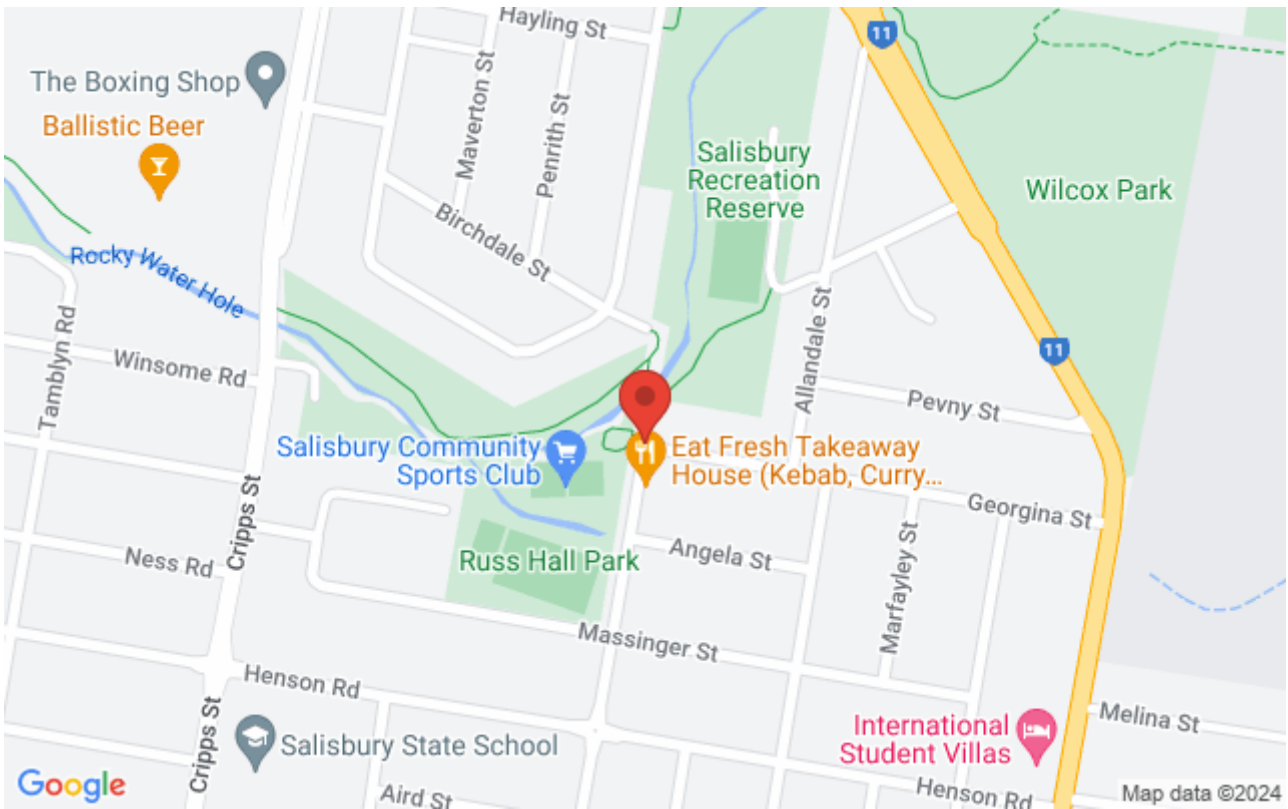 Hayling St
11
The Boxing Shop
Ballistic Beer
Maverton St
Penrith St
Salisbury
Recreation
Reserve
Wilcox Park
Birchdale St
Rocky Water Hole
Tamblyn Rd
Winsome Rd
Allandale St
11
Pevny St
Salisbury Community
Sports Club
Eat Fresh Takeaway
House (Kebab, Curry...
Cripps St
Georgina St
Ness Rd
Russ Hall Park
Angela St
Marfayley St
Massinger St
Henson Rd
Cripps St
Salisbury State School
International
Student Villas
Melina St
Google
Aird St
Henson Rd
Map data ©2024